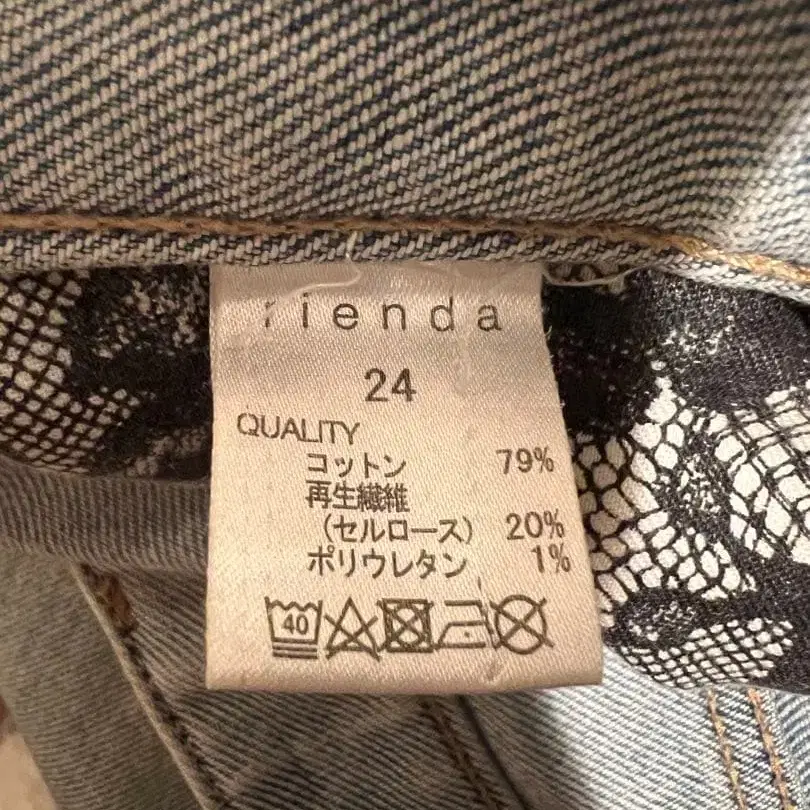 rienda
24
QUALITY
コットン 79%
再生繊維
(セルロース) 20%
ポリウレタン 1%
40